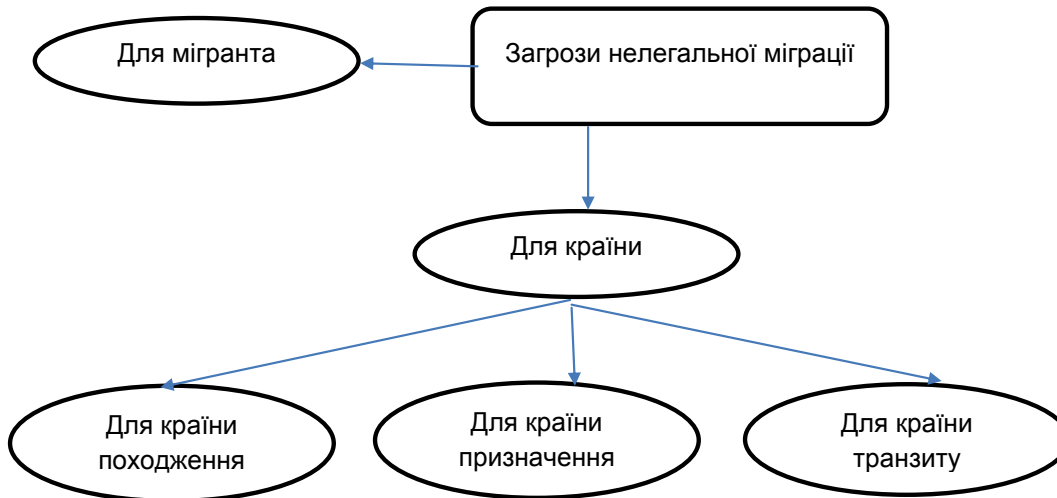 Для мігранта
Загрози нелегальної міграції
Для країни
Для країни
походження
Для країни
призначення
Для країни
транзиту